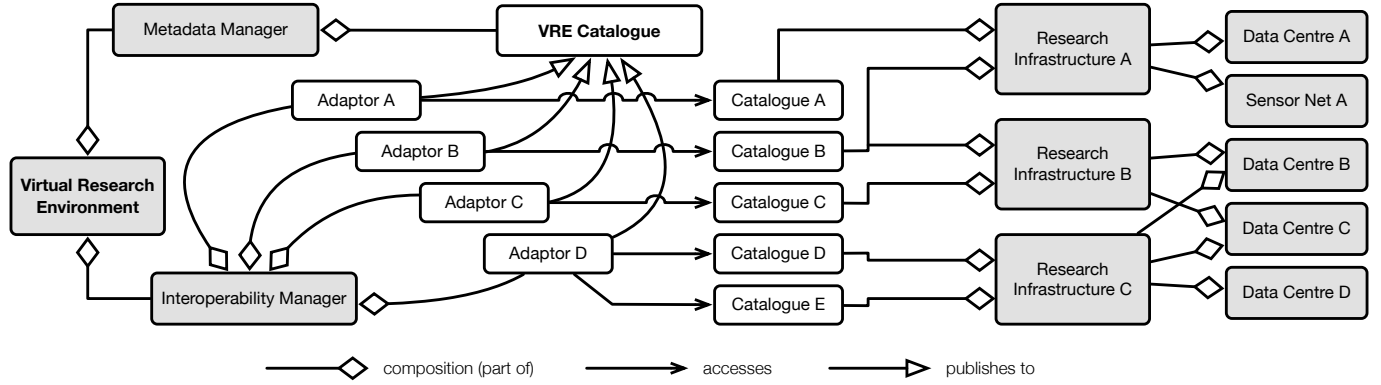 Metadata Manager
VRE Catalogue
Research
Infrastructure A
Data Centre A
Adaptor A
Catalogue A
Sensor Net A
Adaptor B
Catalogue B
Research
Infrastructure B
Data Centre B
Virtual Research
Environment
Adaptor C
Catalogue C
Data Centre C
Adaptor D
Catalogue D
Research
Infrastructure C
Interoperability Manager
Catalogue E
Data Centre D
composition (part of)
accesses
publishes to